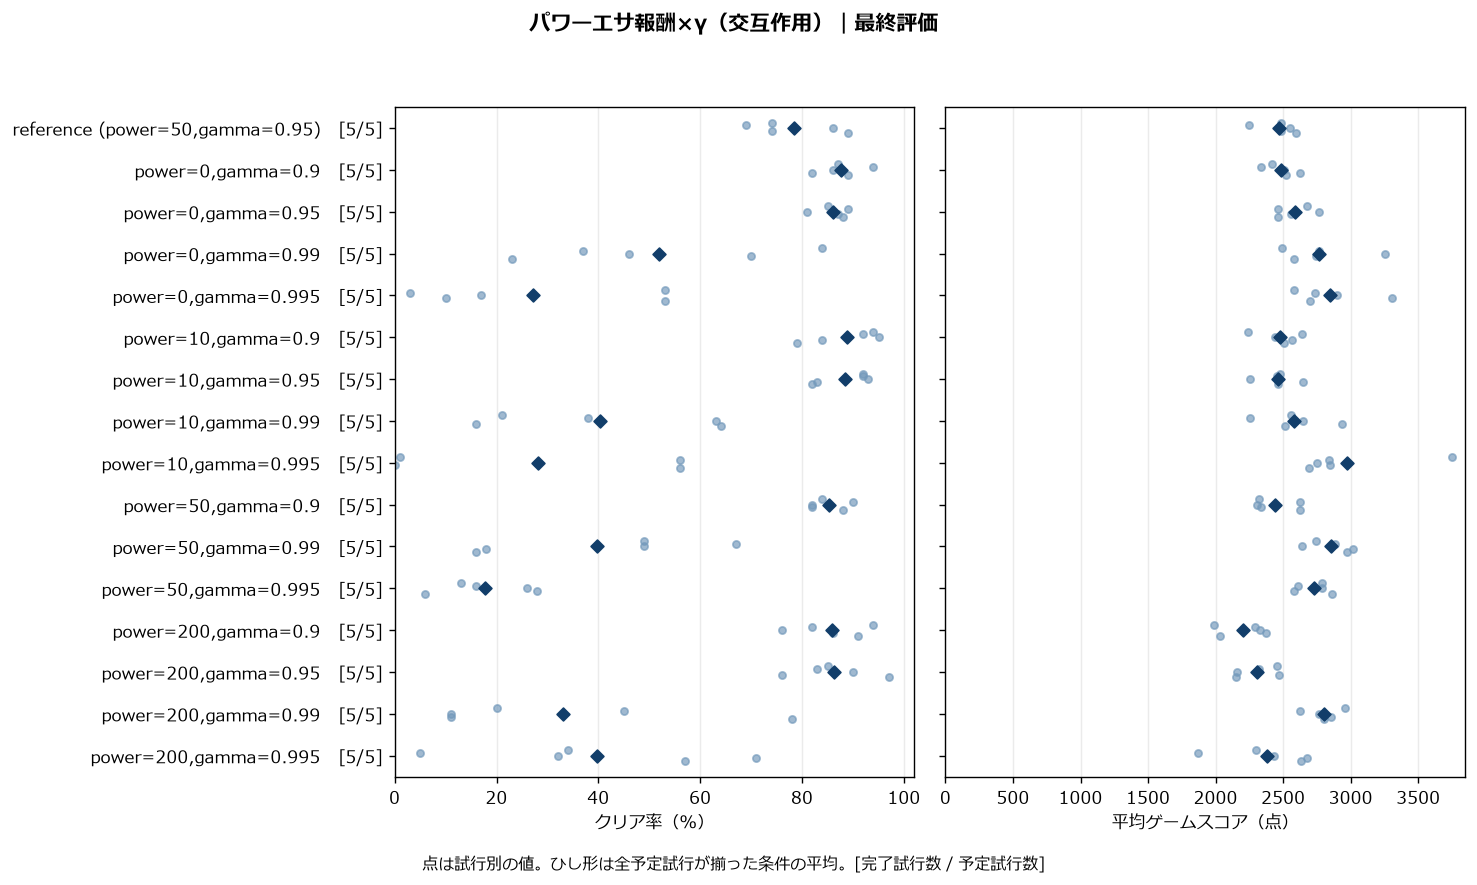 パワーエサ報酬×γ（交互作用）｜最終評価
reference (power=50,gamma=0.95) [5/5]
power=0,gamma=0.9 [5/5]
power=0,gamma=0.95 [5/5]
power=0,gamma=0.99 [5/5]
power=0,gamma=0.995 [5/5]
power=10,gamma=0.9 [5/5]
power=10,gamma=0.95 [5/5]
power=10,gamma=0.99 [5/5]
power=10,gamma=0.995 [5/5]
power=50,gamma=0.9 [5/5]
power=50,gamma=0.99 [5/5]
power=50,gamma=0.995 [5/5]
power=200,gamma=0.9 [5/5]
power=200,gamma=0.95 [5/5]
power=200,gamma=0.99 [5/5]
power=200,gamma=0.995 [5/5]
0 20 40 60 80 100
クリア率（%）
0 500 1000 1500 2000 2500 3000 3500
平均ゲームスコア（点）
点は試行別の値。ひし形は全予定試行が揃った条件の平均。[完了試行数 / 予定試行数]